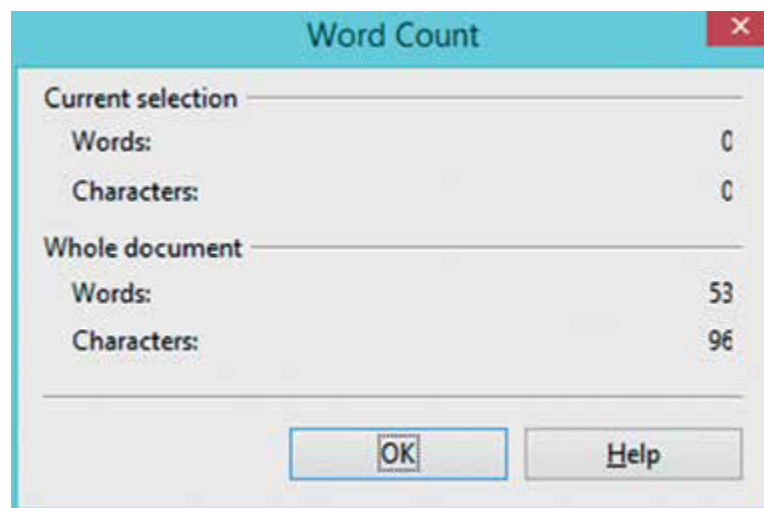 Word Count
Current selection
Words: 0
Characters: 0
Whole document
Words: 53
Characters: 96
OK Help